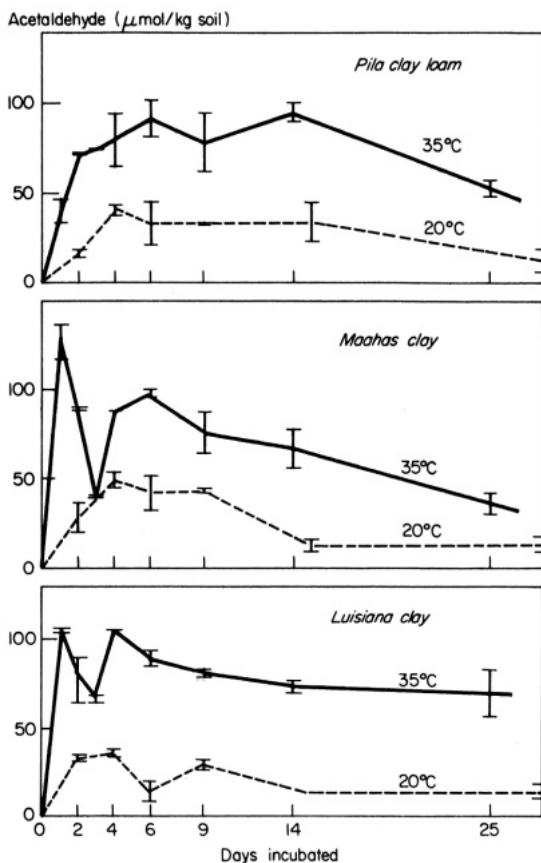 Acetaldehyde (μmol/kg soil)
Pila clay loam
100
35°C
50
20°C
0
Maahas clay
100
50
35°C
20°C
0
Luisiana clay
100
35°C
50
20°C
0
0 2 4 6 9 14 25
Days incubated